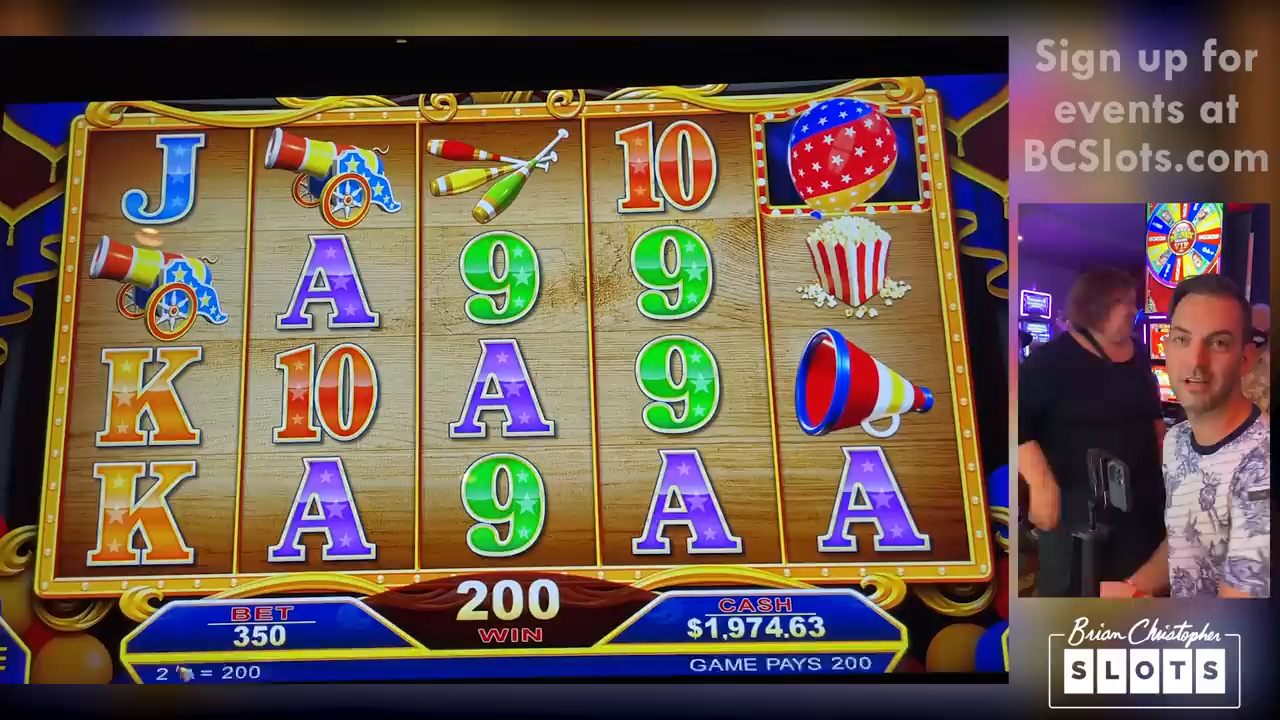 Sign up for
events at
BCSlots.com
J
10
A
9
9
K
10
A
9
K
A
9
A
A
BET
350
200
WIN
CASH
$1,974.63
2 = 200
GAME PAYS 200
VIP
Brian Christopher
SLOTS